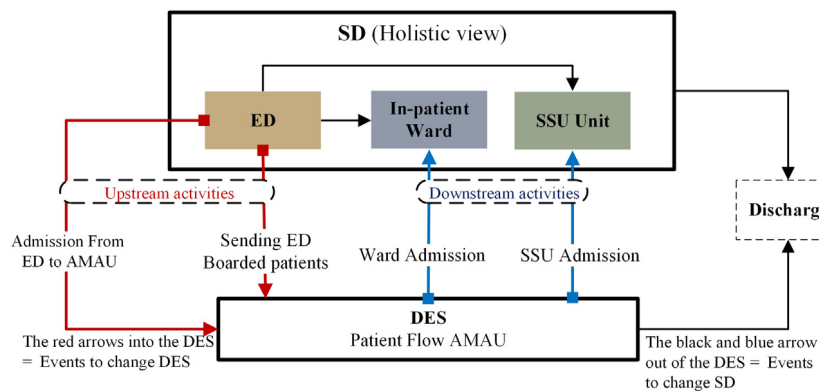 SD (Holistic view)
ED
In-patient
Ward
SSU Unit
Upstream activities
Downstream activities
Discharg
Admission From
ED to AMAU
Sending ED
Boarded patients
Ward Admission
SSU Admission
DES
Patient Flow AMAU
The red arrows into the DES
= Events to change DES
The black and blue arrow
out of the DES = Events
to change SD